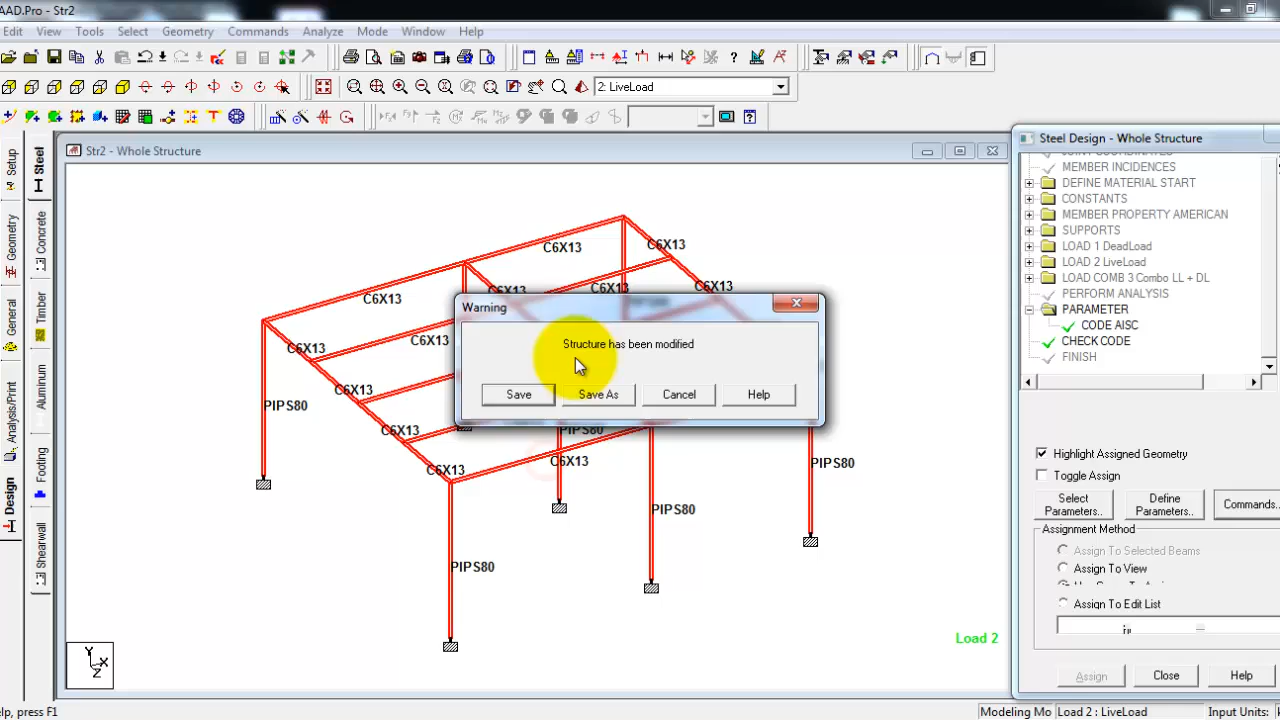 AAD.Pro - Str2
Edit View Tools Select Geometry Commands Analyze Mode Window Help
2: LiveLoad
Setup
Geometry
General
Analysis/Print
Design
Steel
Concrete
Timber
Aluminum
Footing
Shearwall
Str2 - Whole Structure
C6X13
C6X13
C6X13
C6X13
C6X13
C6X13
C6X13
C6X13
C6X13
C6X13
C6X13
C6X13
PIPS80
PIPS80
PIPS80
PIPS80
PIPS80
Load 2
Y
X
Z
Warning
Structure has been modified
Save
Save As
Cancel
Help
Steel Design - Whole Structure
JOINT COORDINATES
MEMBER INCIDENCES
DEFINE MATERIAL START
CONSTANTS
MEMBER PROPERTY AMERICAN
SUPPORTS
LOAD 1 DeadLoad
LOAD 2 LiveLoad
LOAD COMB 3 Combo LL + DL
PERFORM ANALYSIS
PARAMETER
CODE AISC
CHECK CODE
FINISH
Highlight Assigned Geometry
Toggle Assign
Select Parameters..
Define Parameters..
Commands..
Assignment Method
Assign To Selected Beams
Assign To View
Assign To Edit List
Assign
Close
Help
elp, press F1
Modeling Mo
Load 2 : LiveLoad
Input Units: